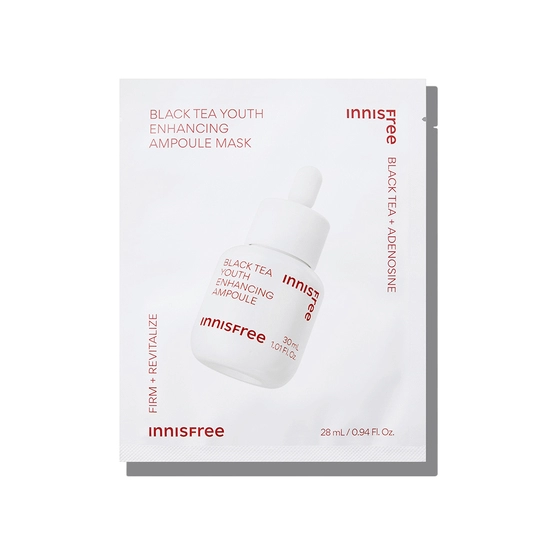 BLACK TEA YOUTH
ENHANCING
AMPOULE MASK
INNISFree
BLACK TEA + ADENOSINE
BLACK TEA
YOUTH
ENHANCING
AMPOULE
INNISFree
INNISFree
30 mL
1.01 Fl. Oz.
FIRM + REVITALIZE
INNISFree
28 mL / 0.94 Fl. Oz.